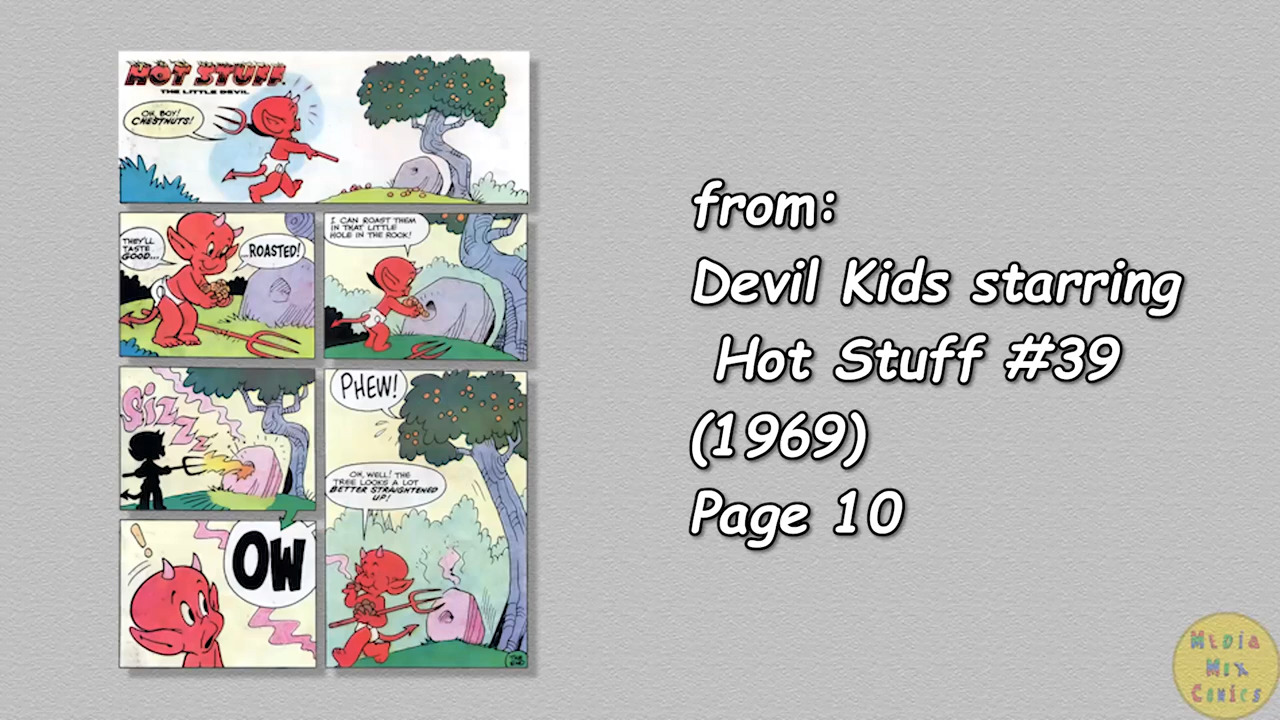 HOT STUFF
THE LITTLE DEVIL
OH, BOY!
CHESTNUTS!
THEY'LL
TASTE
GOOD...
...ROASTED!
I CAN ROAST THEM
IN THAT LITTLE
HOLE IN THE ROCK!
Sizzz
OW
PHEW!
OH, WELL! THE
TREE LOOKS A LOT
BETTER STRAIGHTENED
UP!
THE
END
from:
Devil Kids starring
Hot Stuff #39
(1969)
Page 10
MEDIA
MIX
COMICS